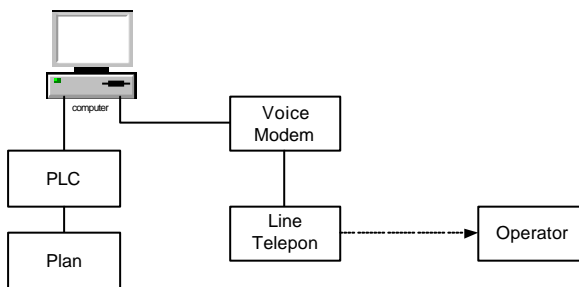 computer
Voice
Modem
PLC
Line
Telepon
Operator
Plan